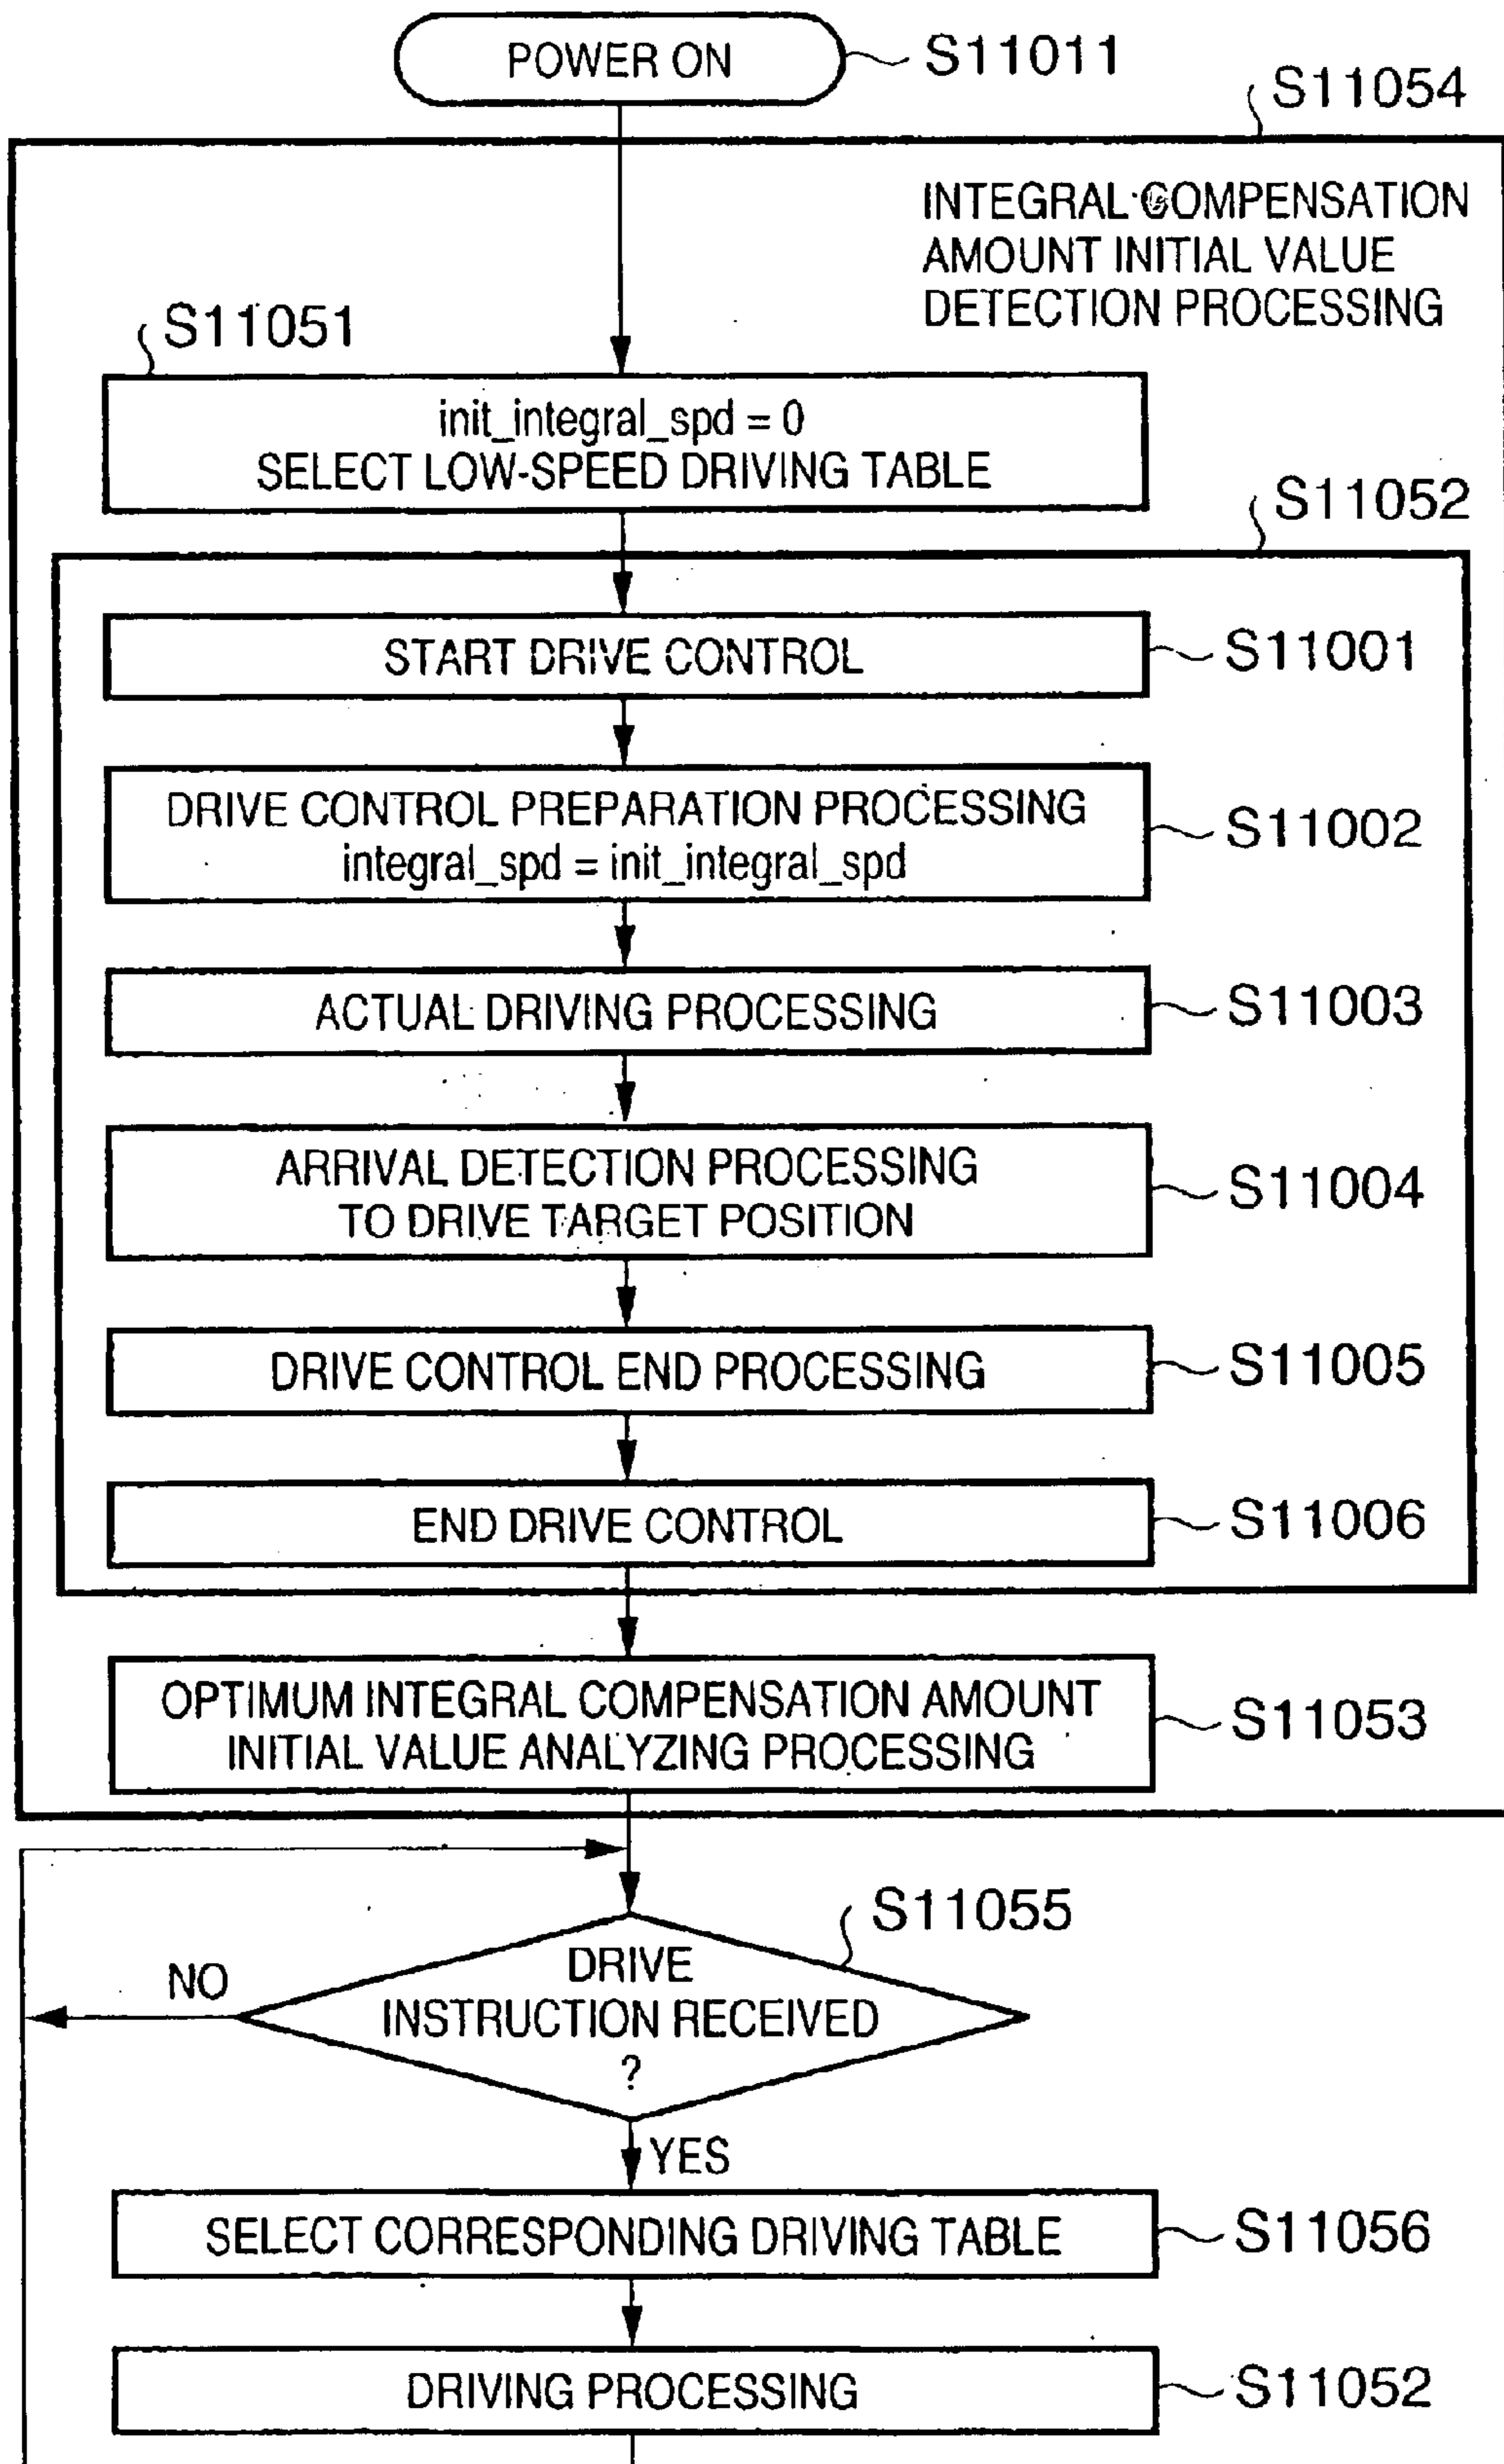 POWER ON
S11011
S11054
INTEGRAL COMPENSATION
AMOUNT INITIAL VALUE
DETECTION PROCESSING
S11051
init_integral_spd = 0
SELECT LOW-SPEED DRIVING TABLE
S11052
START DRIVE CONTROL
S11001
DRIVE CONTROL PREPARATION PROCESSING
integral_spd = init_integral_spd
S11002
ACTUAL DRIVING PROCESSING
S11003
ARRIVAL DETECTION PROCESSING
TO DRIVE TARGET POSITION
S11004
DRIVE CONTROL END PROCESSING
S11005
END DRIVE CONTROL
S11006
OPTIMUM INTEGRAL COMPENSATION AMOUNT
INITIAL VALUE ANALYZING PROCESSING
S11053
S11055
DRIVE
INSTRUCTION RECEIVED
?
NO
YES
SELECT CORRESPONDING DRIVING TABLE
S11056
DRIVING PROCESSING
S11052